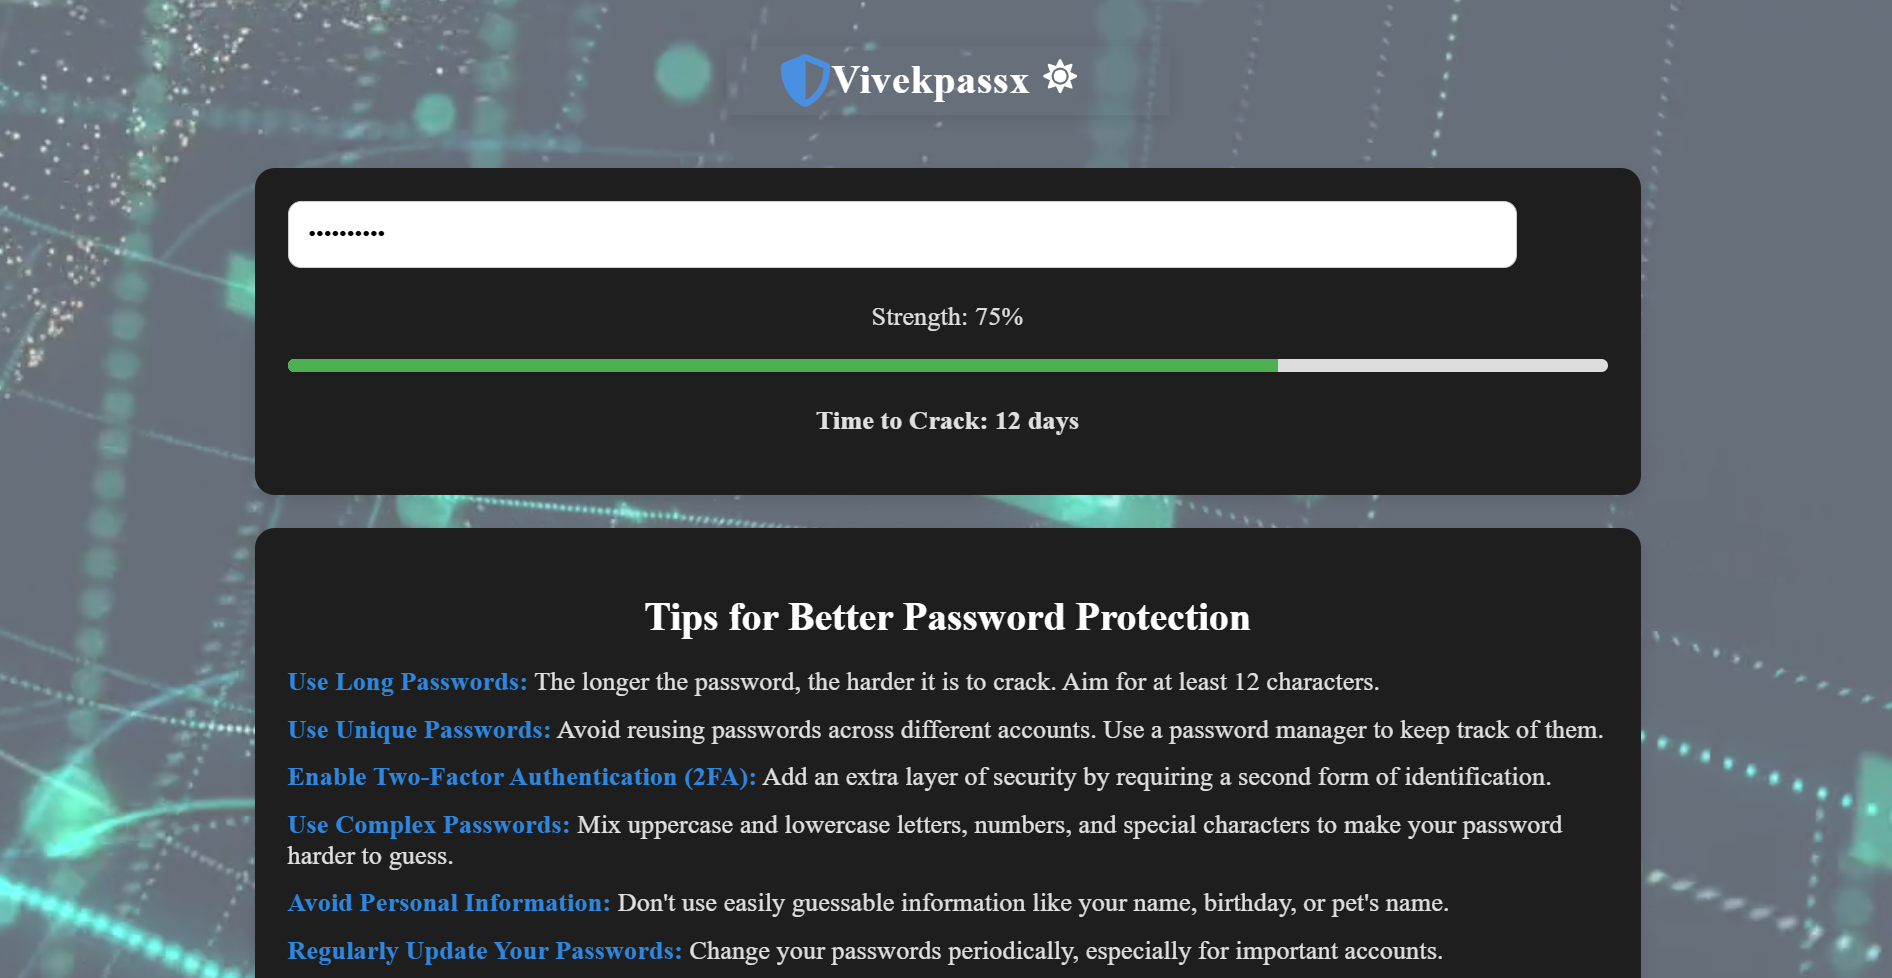 Vivekpassx
••••••••••
Strength: 75%
Time to Crack: 12 days
Tips for Better Password Protection
Use Long Passwords: The longer the password, the harder it is to crack. Aim for at least 12 characters.
Use Unique Passwords: Avoid reusing passwords across different accounts. Use a password manager to keep track of them.
Enable Two-Factor Authentication (2FA): Add an extra layer of security by requiring a second form of identification.
Use Complex Passwords: Mix uppercase and lowercase letters, numbers, and special characters to make your password
harder to guess.
Avoid Personal Information: Don't use easily guessable information like your name, birthday, or pet's name.
Regularly Update Your Passwords: Change your passwords periodically, especially for important accounts.